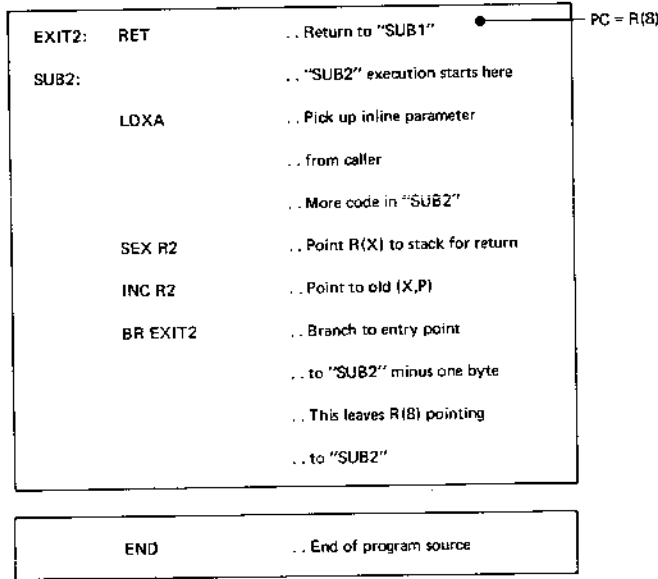 EXIT2: RET .. Return to "SUB1" PC = R(8)
SUB2: .. "SUB2" execution starts here
LDXA .. Pick up inline parameter
.. from caller
.. More code in "SUB2"
SEX R2 .. Point R(X) to stack for return
INC R2 .. Point to old (X,P)
BR EXIT2 .. Branch to entry point
.. to "SUB2" minus one byte
.. This leaves R(8) pointing
.. to "SUB2"
END .. End of program source